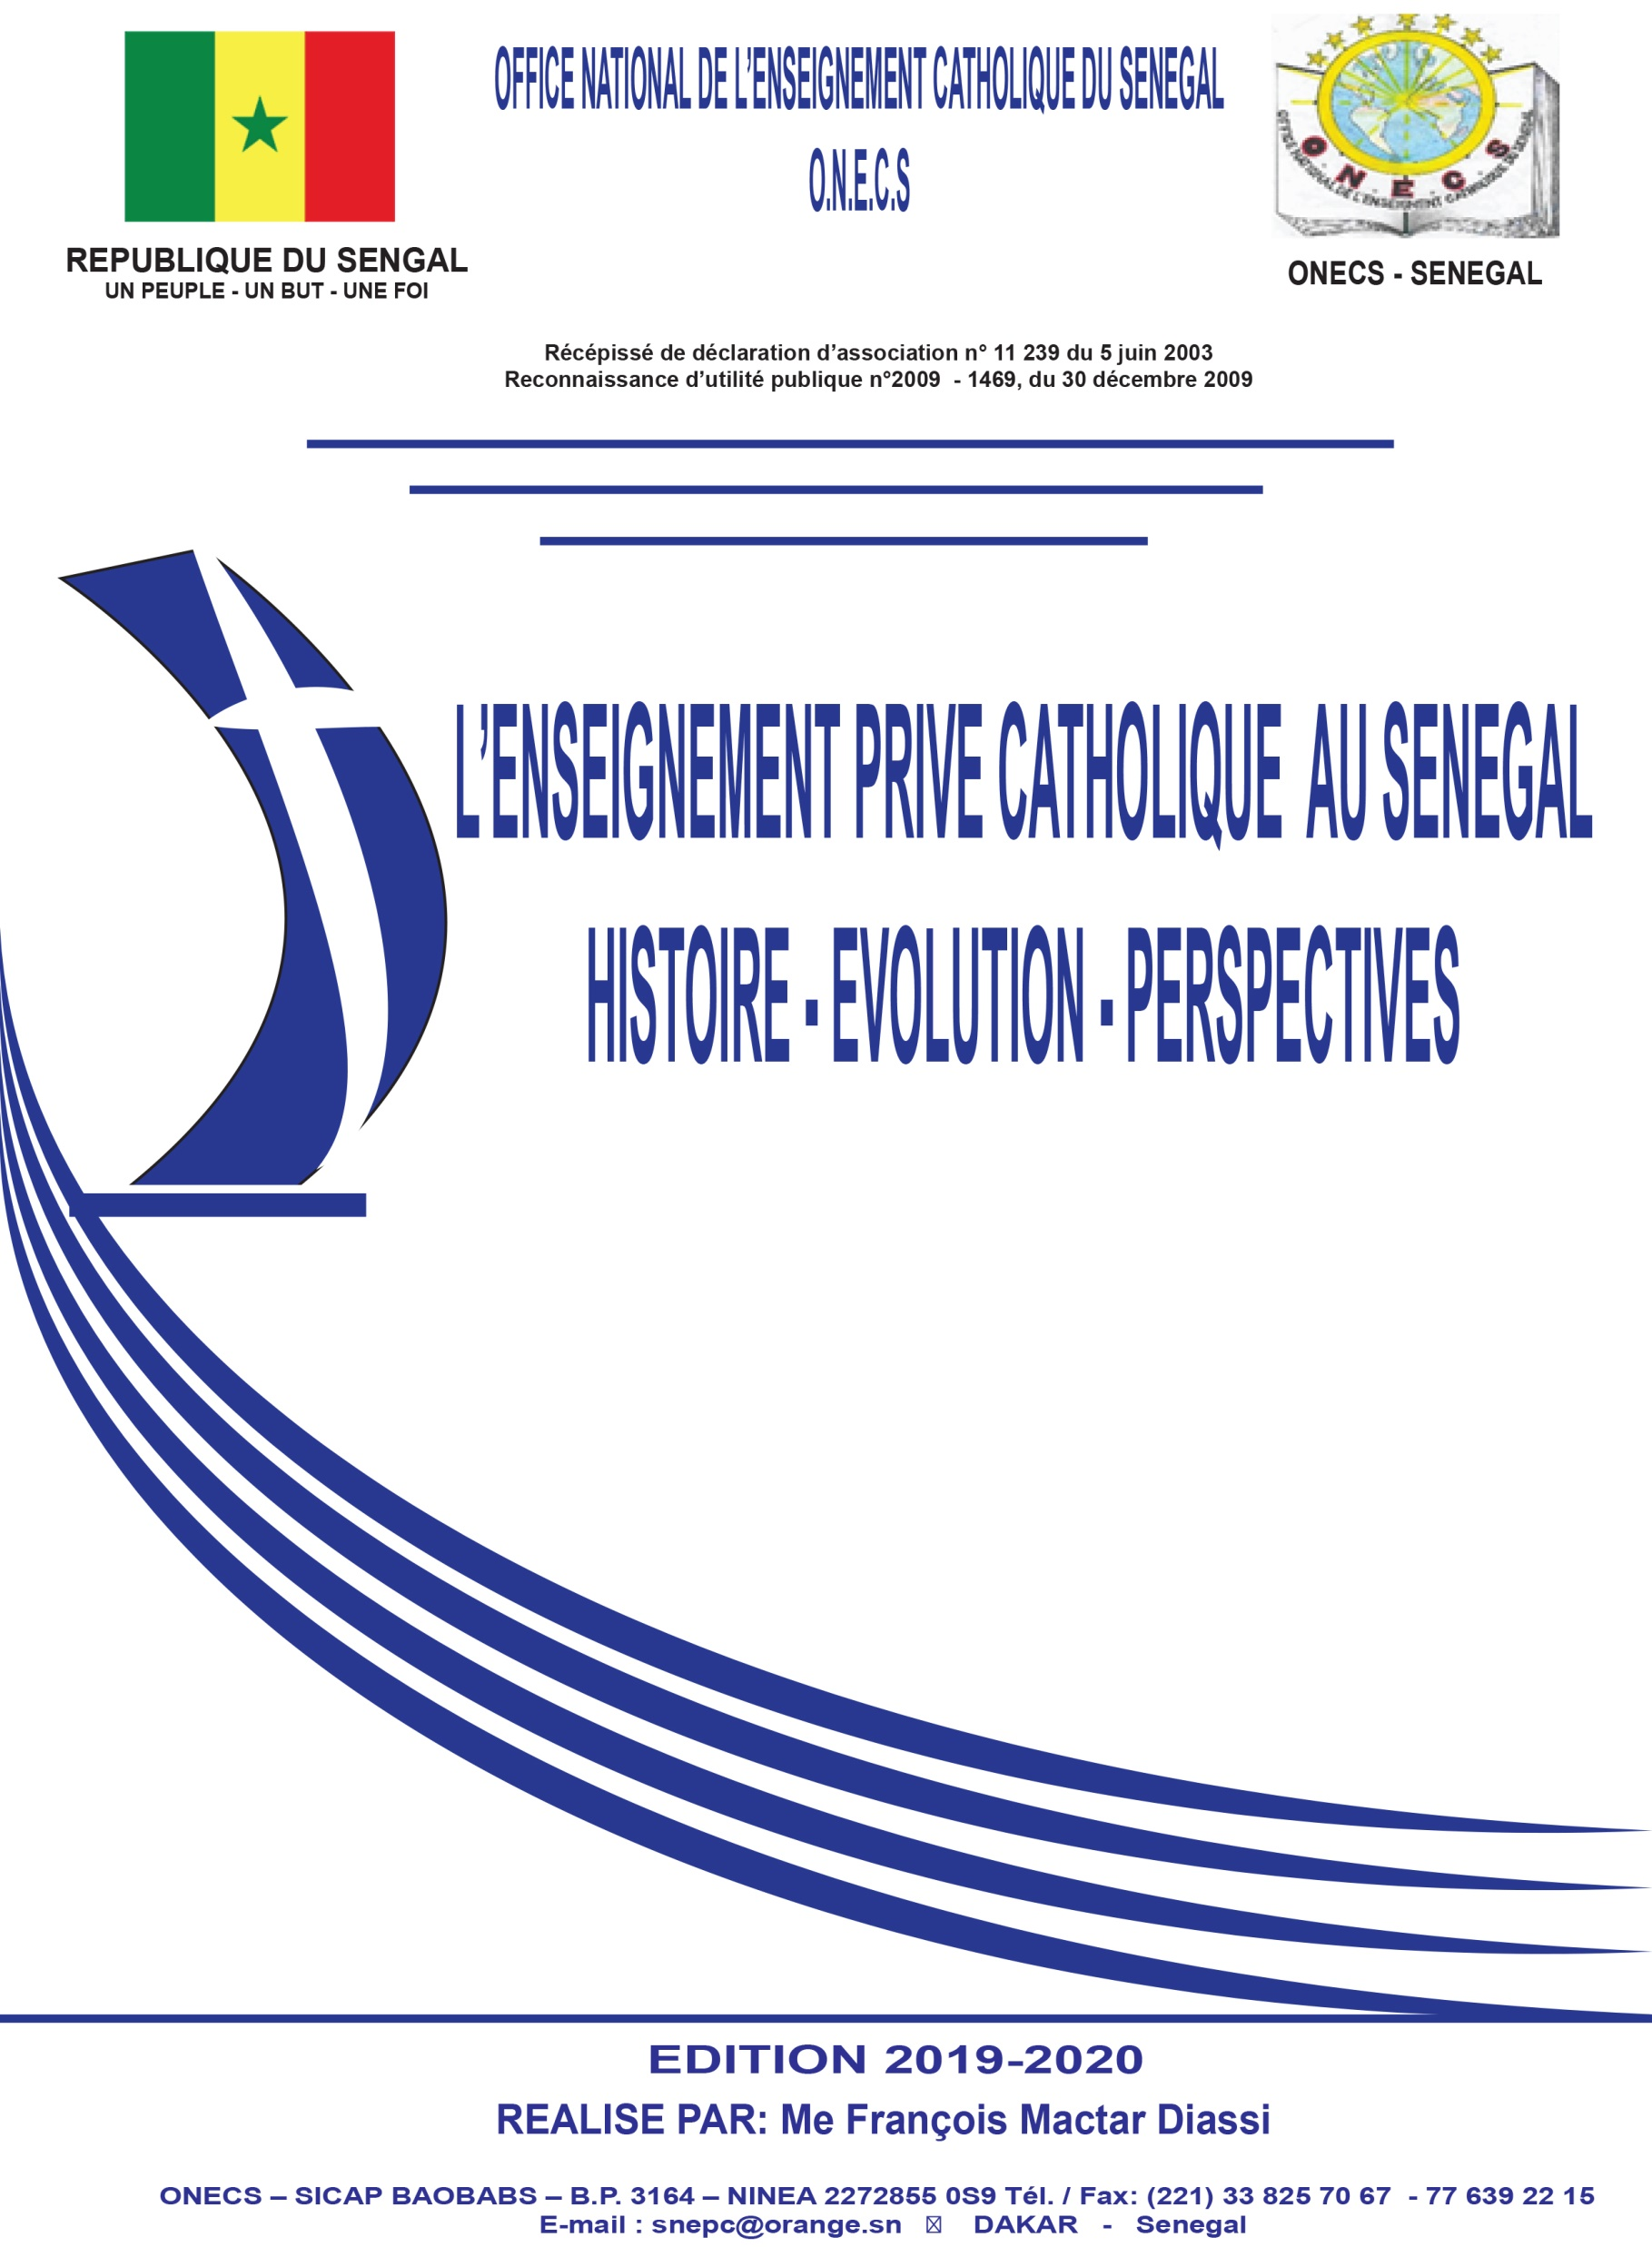 OFFICE NATIONAL DE L'ENSEIGNEMENT CATHOLIQUE DU SENEGAL
O.N.E.C.S
REPUBLIQUE DU SENGAL
UN PEUPLE - UN BUT - UNE FOI
O.N.E.C.S
ONECS - SENEGAL
Récépissé de déclaration d’association n° 11 239 du 5 juin 2003
Reconnaissance d’utilité publique n°2009 - 1469, du 30 décembre 2009
L'ENSEIGNEMENT PRIVE CATHOLIQUE AU SENEGAL
HISTOIRE - EVOLUTION - PERSPECTIVES
EDITION 2019-2020
REALISE PAR: Me François Mactar Diassi
ONECS – SICAP BAOBABS – B.P. 3164 – NINEA 2272855 0S9 Tél. / Fax: (221) 33 825 70 67 - 77 639 22 15
E-mail : snepc@orange.sn DAKAR - Senegal